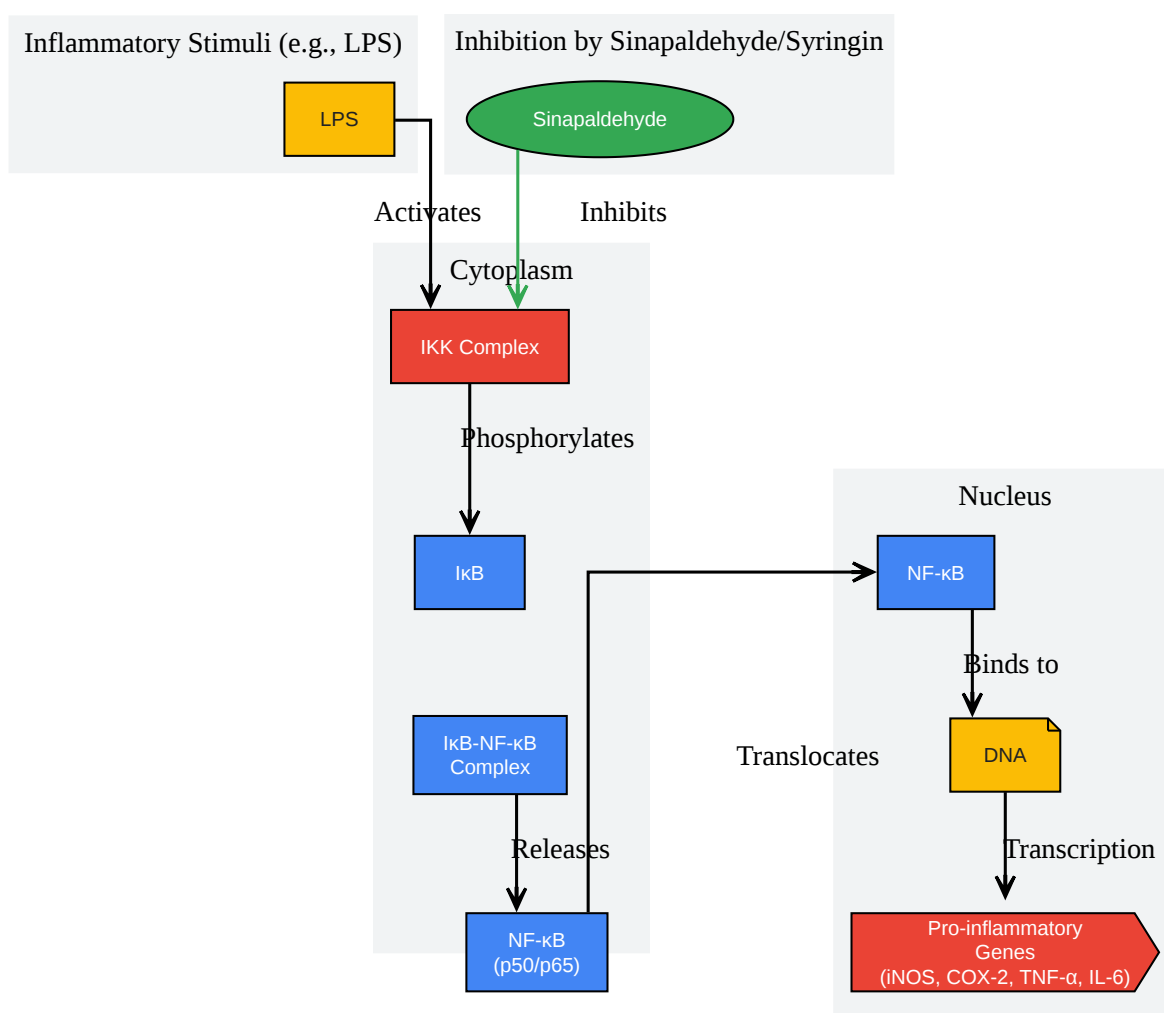 Inflammatory Stimuli (e.g., LPS)
Inhibition by Sinapaldehyde/Syringin
LPS
Sinapaldehyde
Activates
Inhibits
Cytoplasm
IKK Complex
Phosphorylates
Nucleus
IκB
NF-κB
Binds to
IκB-NF-κB
Complex
Translocates
DNA
Releases
Transcription
NF-κB
(p50/p65)
Pro-inflammatory
Genes
(iNOS, COX-2, TNF-α, IL-6)